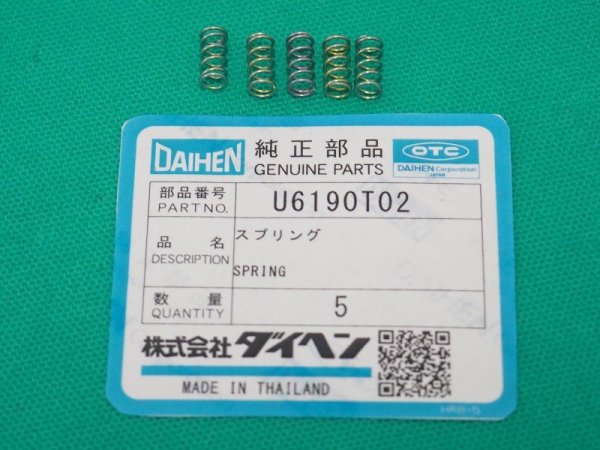 DAIHEN 純正部品 OTC
GENUINE PARTS DAIHEN Corporation
JAPAN
部品番号
PART NO. U6190T02
品名 スプリング
DESCRIPTION SPRING
数量
QUANTITY 5
株式会社ダイヘン
MADE IN THAILAND